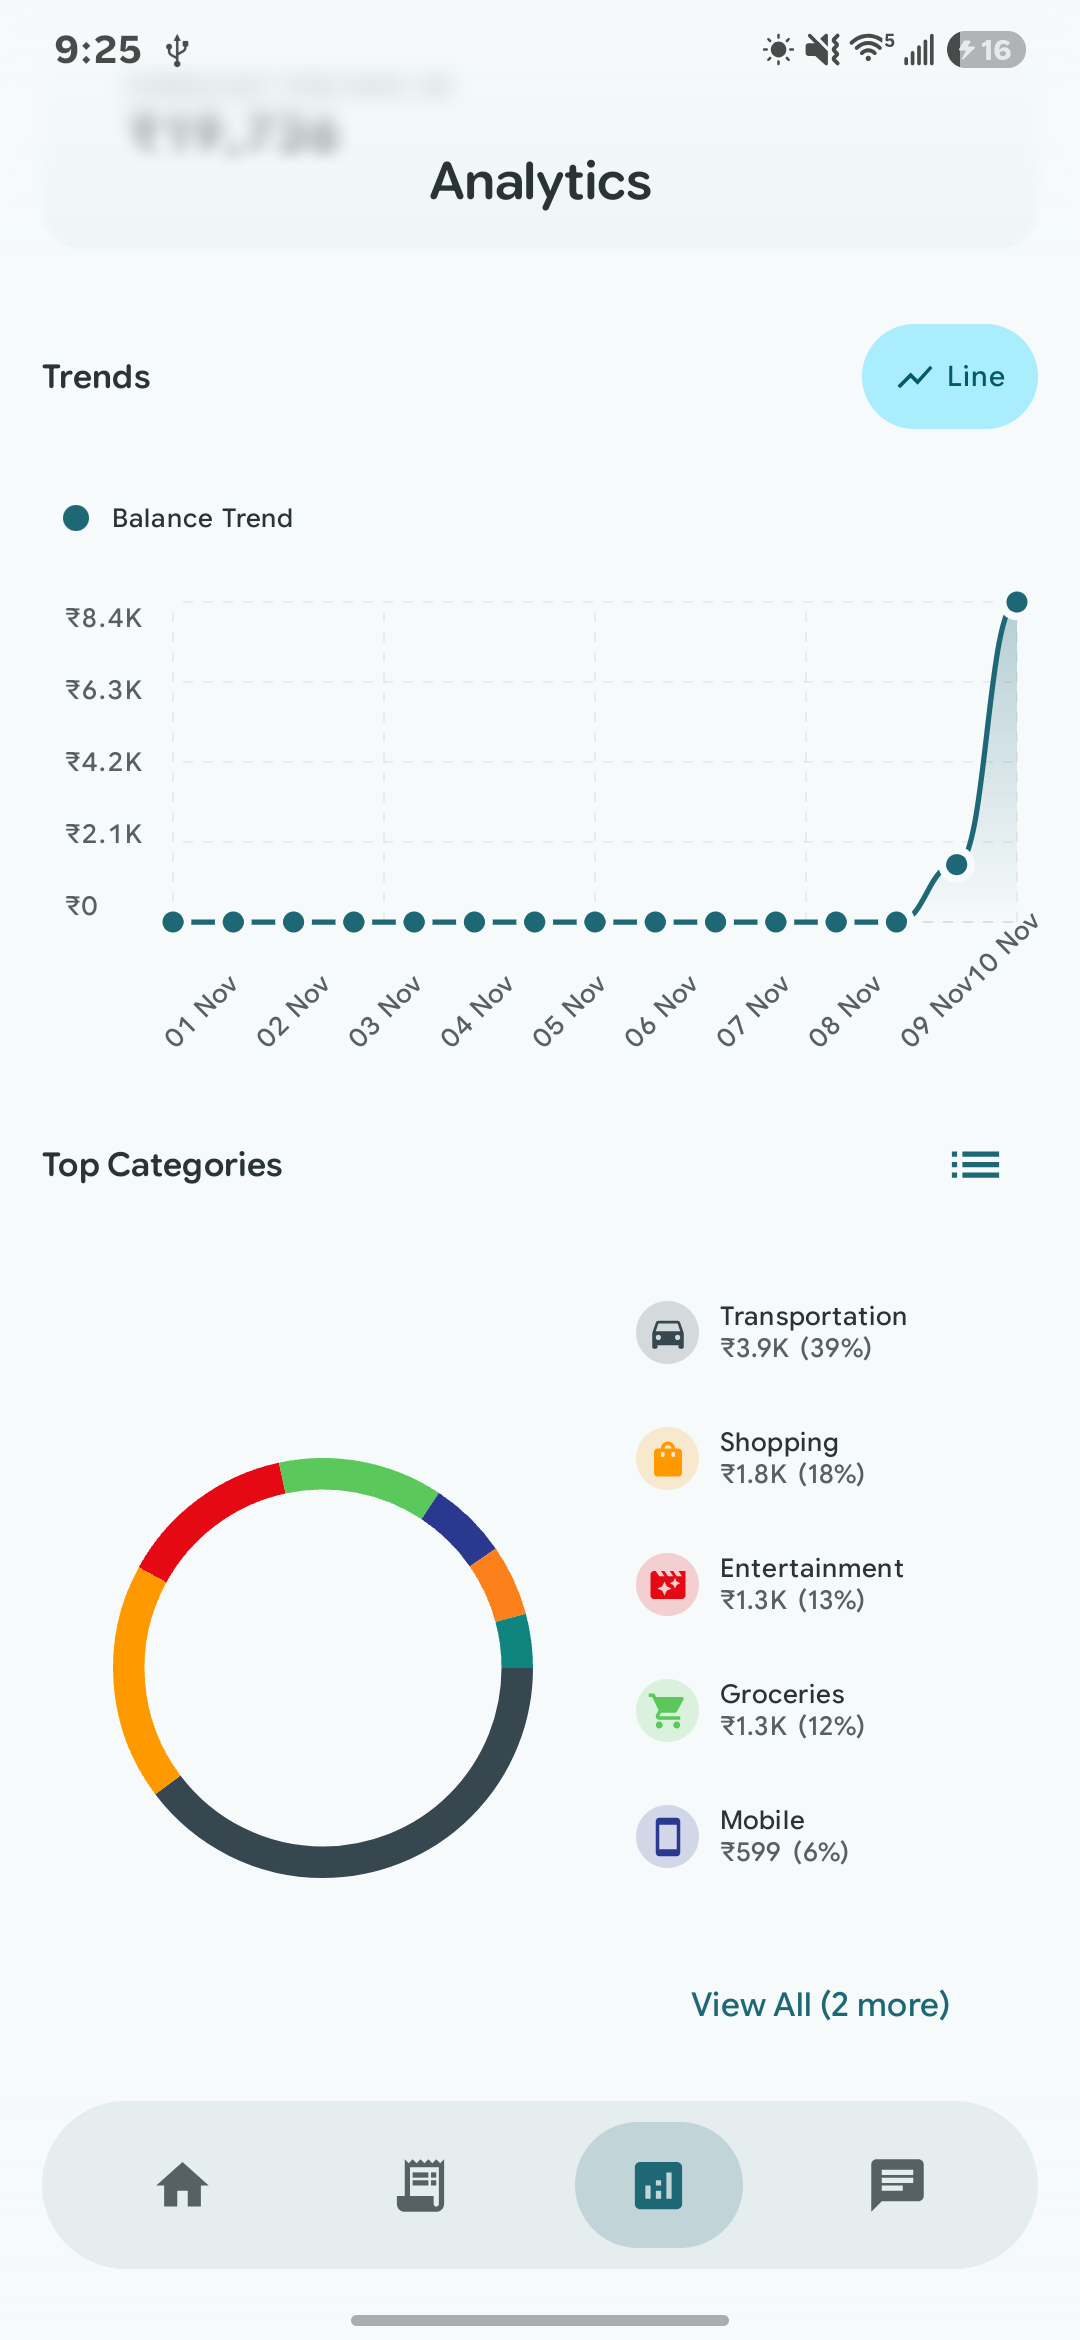 9:25
5
16
₹19,736
Analytics
Trends
Line
Balance Trend
₹8.4K
₹6.3K
₹4.2K
₹2.1K
₹0
01 Nov
02 Nov
03 Nov
04 Nov
05 Nov
06 Nov
07 Nov
08 Nov
09 Nov
10 Nov
Top Categories
Transportation
₹3.9K (39%)
Shopping
₹1.8K (18%)
Entertainment
₹1.3K (13%)
Groceries
₹1.3K (12%)
Mobile
₹599 (6%)
View All (2 more)